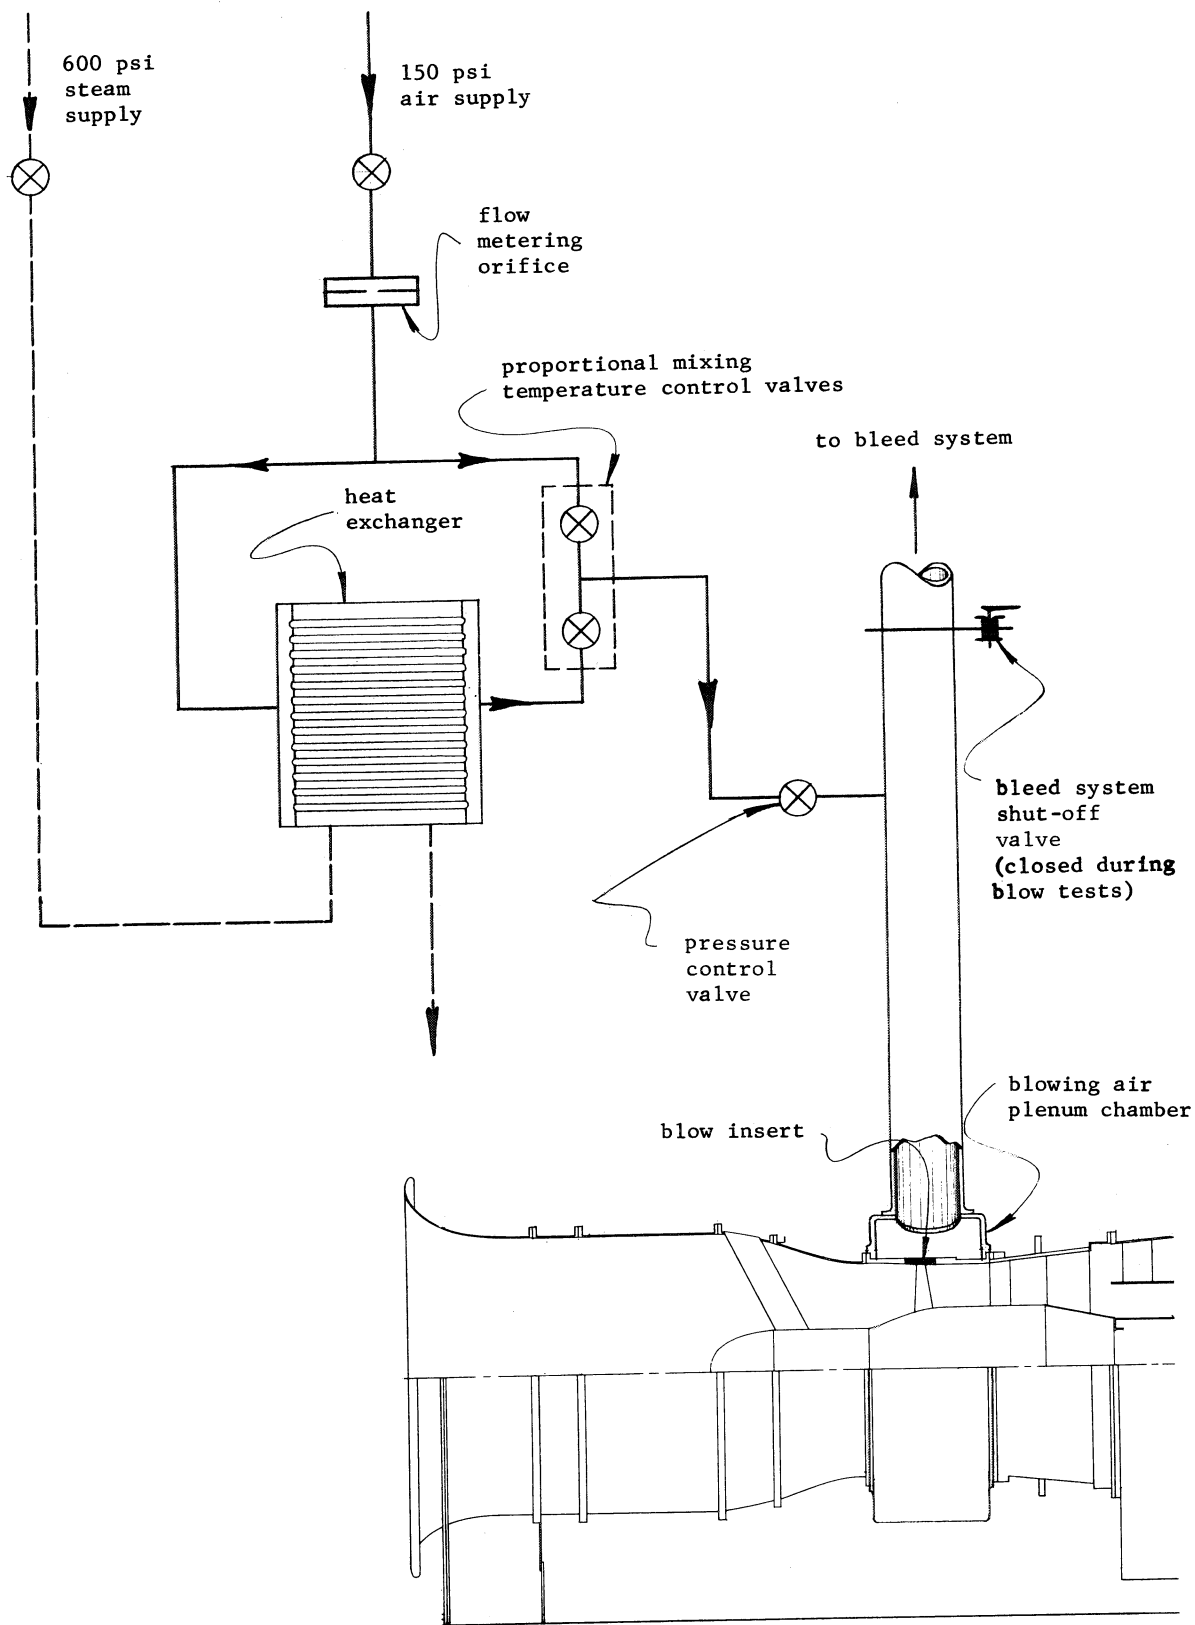 600 psi
steam
supply
150 psi
air supply
flow
metering
orifice
proportional mixing
temperature control valves
to bleed system
heat
exchanger
bleed system
shut-off
valve
(closed during
blow tests)
pressure
control
valve
blowing air
plenum chamber
blow insert